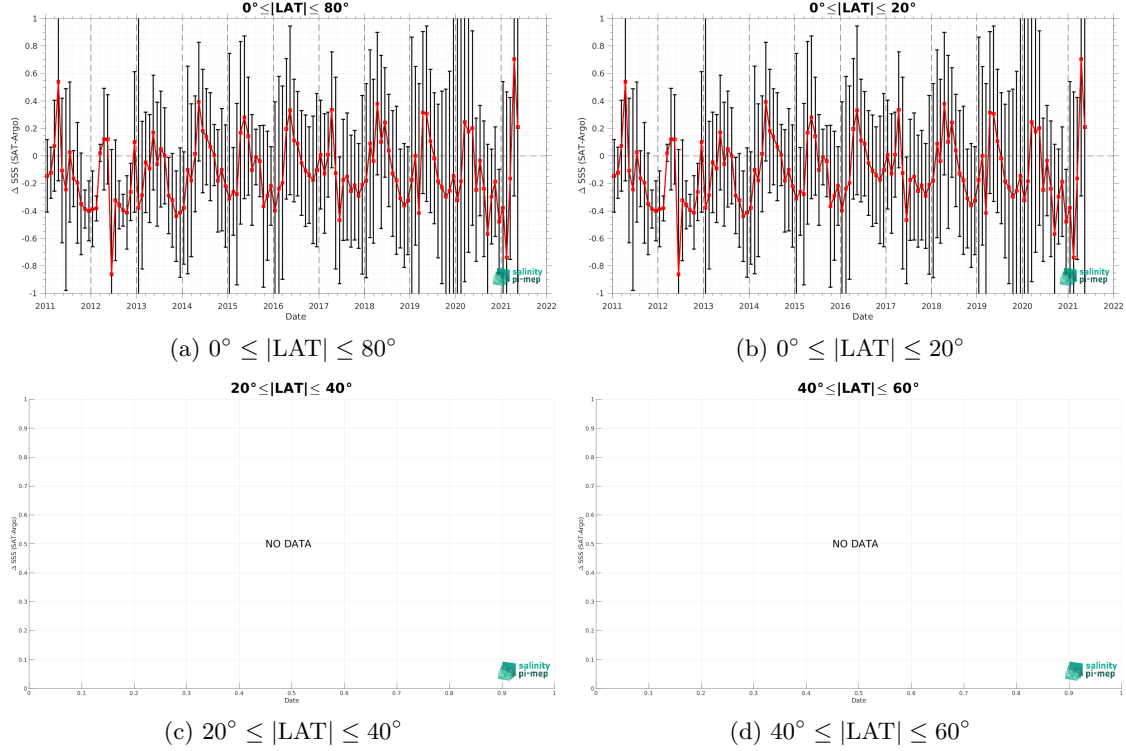 0°≤|LAT|≤ 80°
1
0.8
0.6
0.4
0.2
0
-0.2
-0.4
-0.6
-0.8
-1
Δ SSS (SAT-Argo)
2011 2012 2013 2014 2015 2016 2017 2018 2019 2020 2021 2022
Date
salinity
pi-mep
(a) 0° ≤ |LAT| ≤ 80°
0°≤|LAT|≤ 20°
1
0.8
0.6
0.4
0.2
0
-0.2
-0.4
-0.6
-0.8
-1
Δ SSS (SAT-Argo)
2011 2012 2013 2014 2015 2016 2017 2018 2019 2020 2021 2022
Date
salinity
pi-mep
(b) 0° ≤ |LAT| ≤ 20°
20°≤|LAT|≤ 40°
1
0.9
0.8
0.7
0.6
0.5
0.4
0.3
0.2
0.1
0
Δ SSS (SAT-Argo)
NO DATA
0 0.1 0.2 0.3 0.4 0.5 0.6 0.7 0.8 0.9 1
Date
salinity
pi-mep
(c) 20° ≤ |LAT| ≤ 40°
40°≤|LAT|≤ 60°
1
0.9
0.8
0.7
0.6
0.5
0.4
0.3
0.2
0.1
0
Δ SSS (SAT-Argo)
NO DATA
0 0.1 0.2 0.3 0.4 0.5 0.6 0.7 0.8 0.9 1
Date
salinity
pi-mep
(d) 40° ≤ |LAT| ≤ 60°